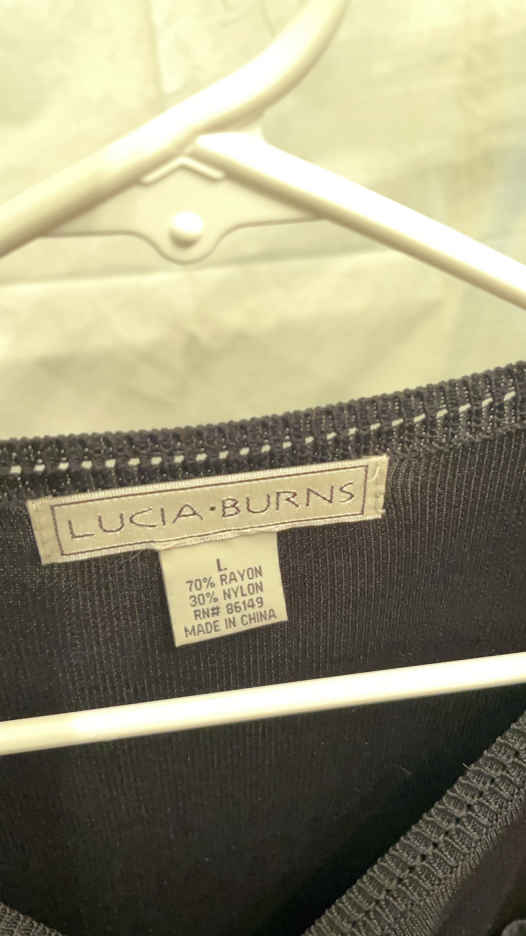 LUCIA·BURNS
L
70% RAYON
30% NYLON
RN# 86149
MADE IN CHINA